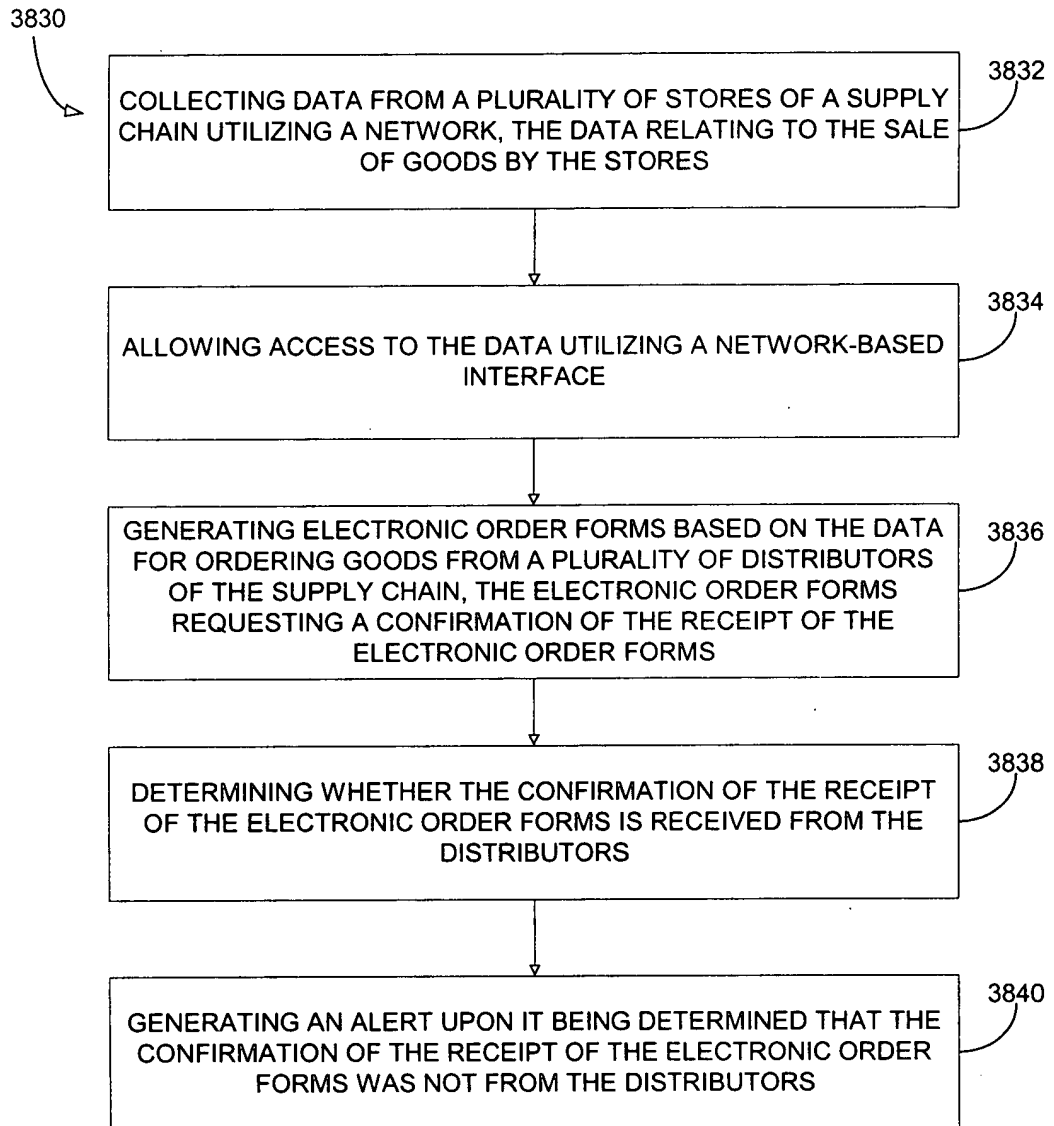 3830
3832
COLLECTING DATA FROM A PLURALITY OF STORES OF A SUPPLY
CHAIN UTILIZING A NETWORK, THE DATA RELATING TO THE SALE
OF GOODS BY THE STORES
3834
ALLOWING ACCESS TO THE DATA UTILIZING A NETWORK-BASED
INTERFACE
3836
GENERATING ELECTRONIC ORDER FORMS BASED ON THE DATA
FOR ORDERING GOODS FROM A PLURALITY OF DISTRIBUTORS
OF THE SUPPLY CHAIN, THE ELECTRONIC ORDER FORMS
REQUESTING A CONFIRMATION OF THE RECEIPT OF THE
ELECTRONIC ORDER FORMS
3838
DETERMINING WHETHER THE CONFIRMATION OF THE RECEIPT
OF THE ELECTRONIC ORDER FORMS IS RECEIVED FROM THE
DISTRIBUTORS
3840
GENERATING AN ALERT UPON IT BEING DETERMINED THAT THE
CONFIRMATION OF THE RECEIPT OF THE ELECTRONIC ORDER
FORMS WAS NOT FROM THE DISTRIBUTORS